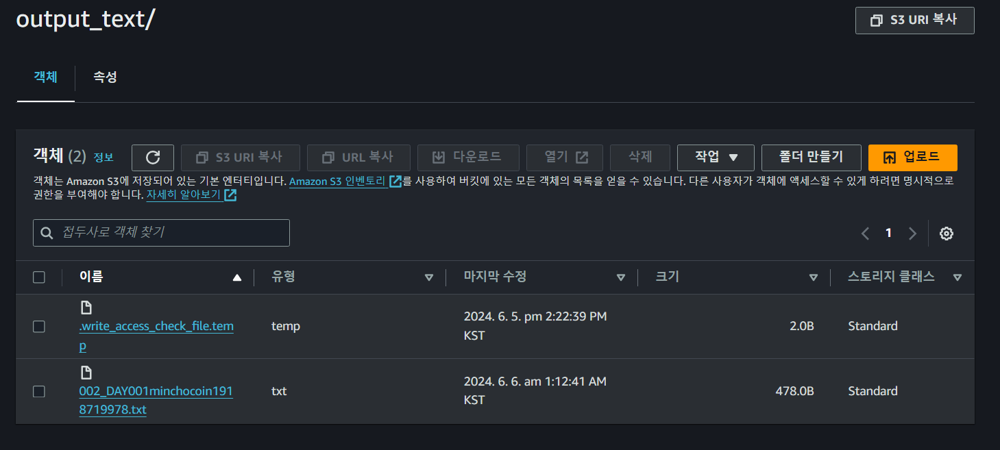 output_text/
S3 URI 복사
객체
속성
객체 (2) 정보
S3 URI 복사
URL 복사
다운로드
열기
삭제
작업
폴더 만들기
업로드
객체는 Amazon S3에 저장되어 있는 기본 엔터티입니다. Amazon S3 인벤토리를 사용하여 버킷에 있는 모든 객체의 목록을 얻을 수 있습니다. 다른 사용자가 객체에 액세스할 수 있게 하려면 명시적으로
권한을 부여해야 합니다. 자세히 알아보기
접두사로 객체 찾기
1
이름 유형 마지막 수정 크기 스토리지 클래스
.write_access_check_file.tem
p
temp
2024. 6. 5. pm 2:22:39 PM
KST
2.0B
Standard
002_DAY001minchocoin191
8719978.txt
txt
2024. 6. 6. am 1:12:41 AM
KST
478.0B
Standard